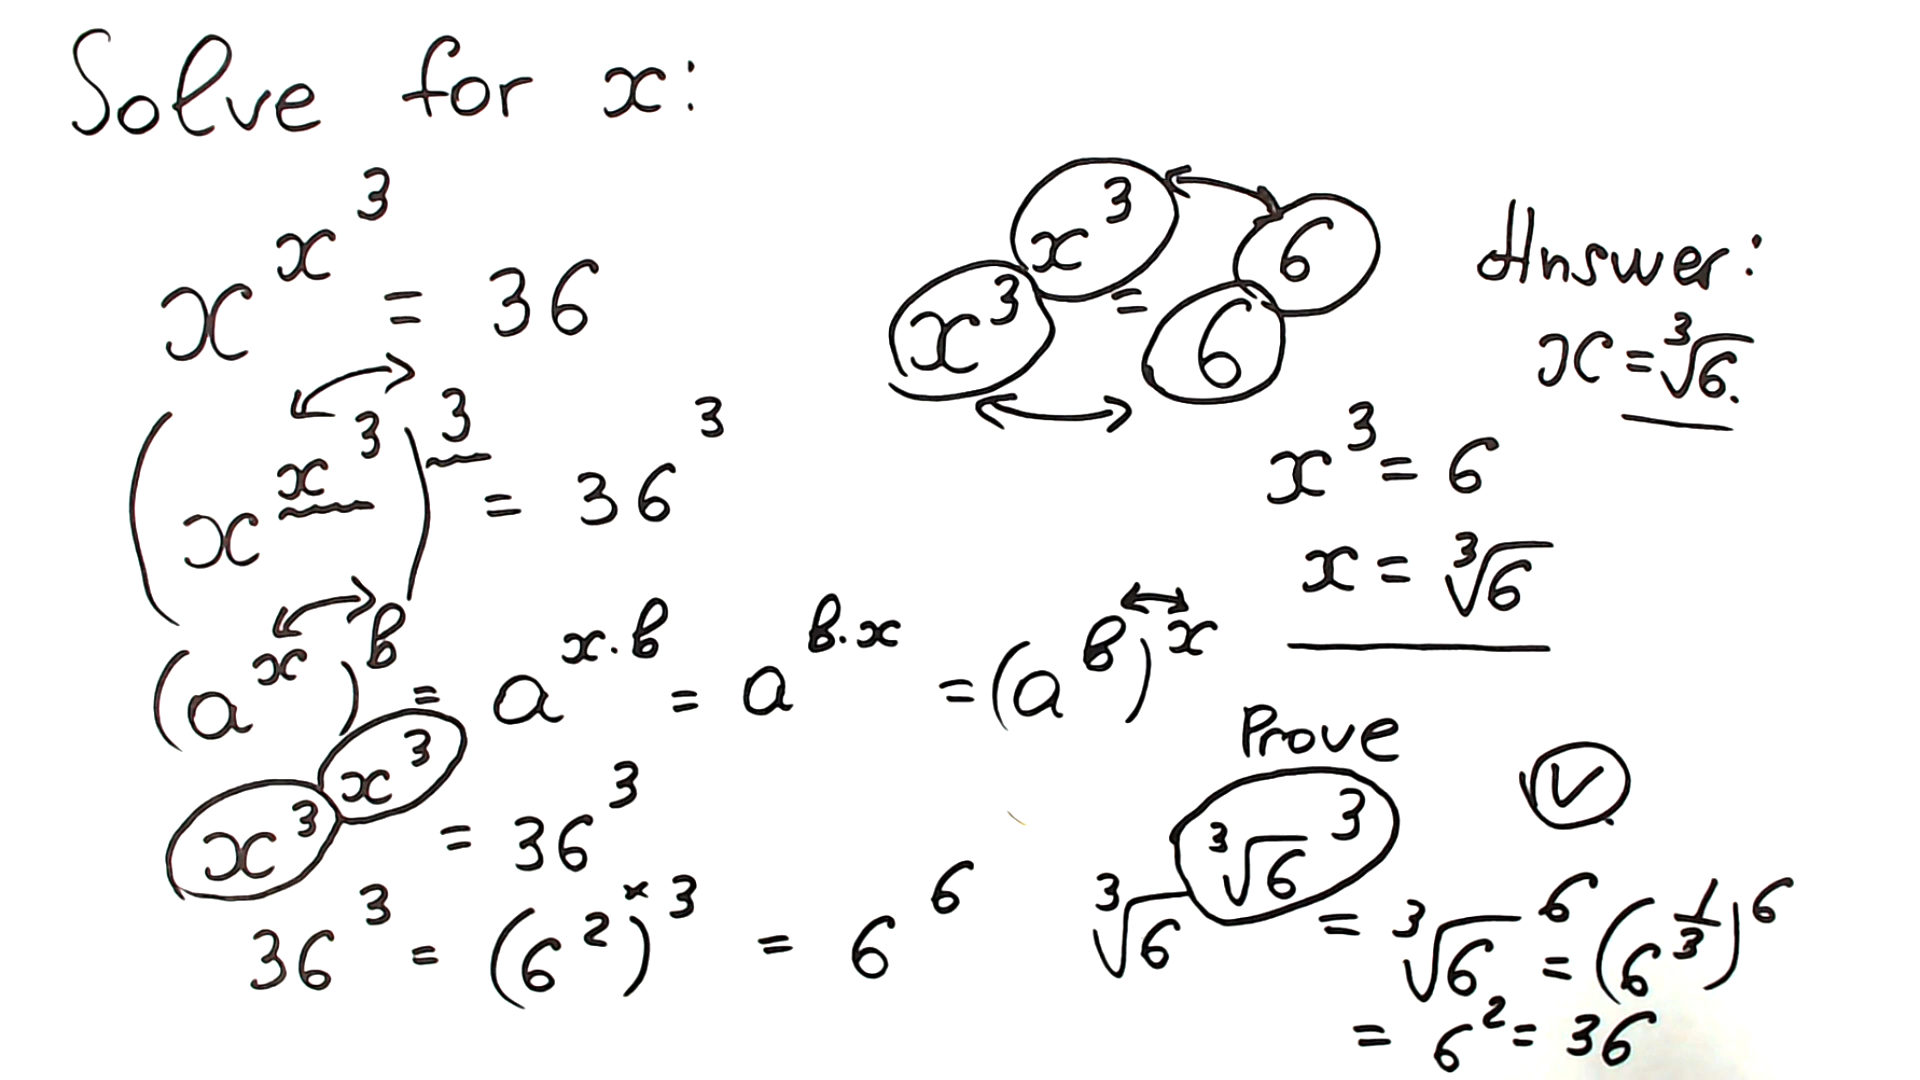 Solve for x:
x^x^3 = 36
(x^x^3)^3 = 36^3
(a^x)^b = a^(x·b) = a^(b·x) = (a^b)^x
(x^3)^(x^3) = 36^3
36^3 = (6^2)^×3 = 6^6
(x^3)^(x^3) = 6^6
x^3 = 6
x = ∛6
Answer:
x = ∛6.
Prove
∛6^(∛6^3) = ∛6^6 = (6^(1/3))^6
= 6^2 = 36